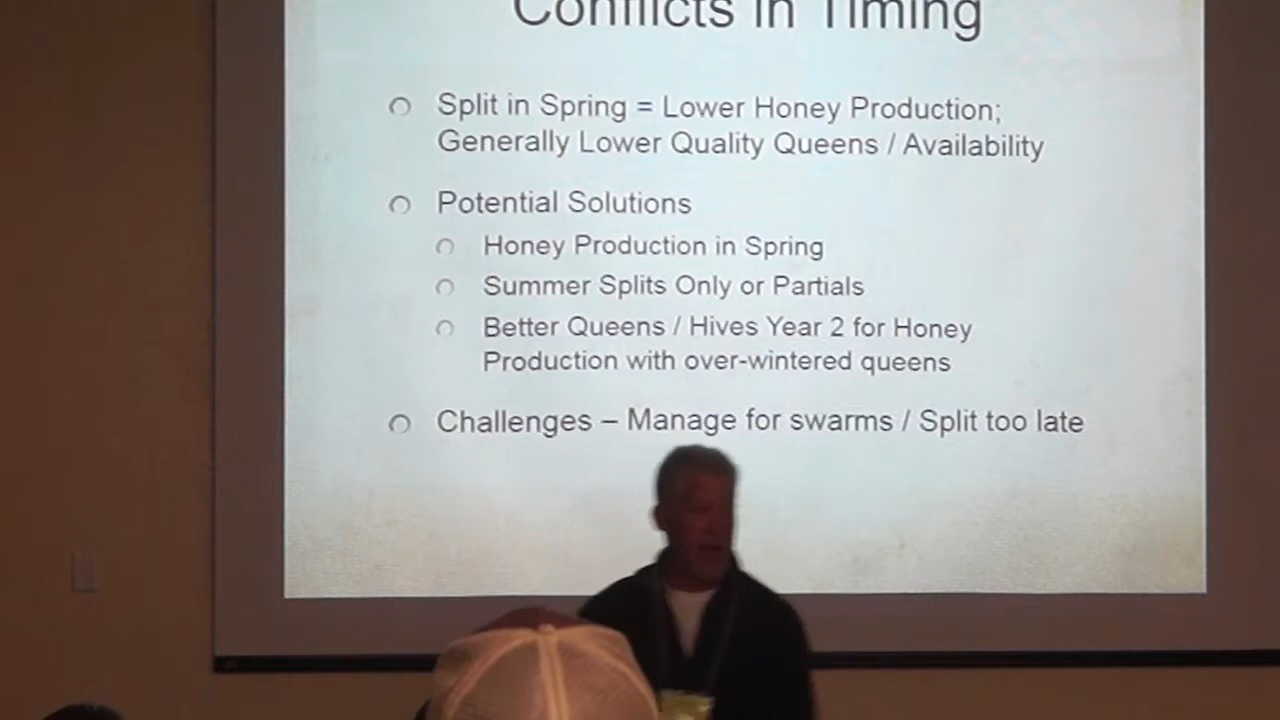 Conflicts in Timing
Split in Spring = Lower Honey Production;
Generally Lower Quality Queens / Availability
Potential Solutions
Honey Production in Spring
Summer Splits Only or Partials
Better Queens / Hives Year 2 for Honey
Production with over-wintered queens
Challenges – Manage for swarms / Split too late